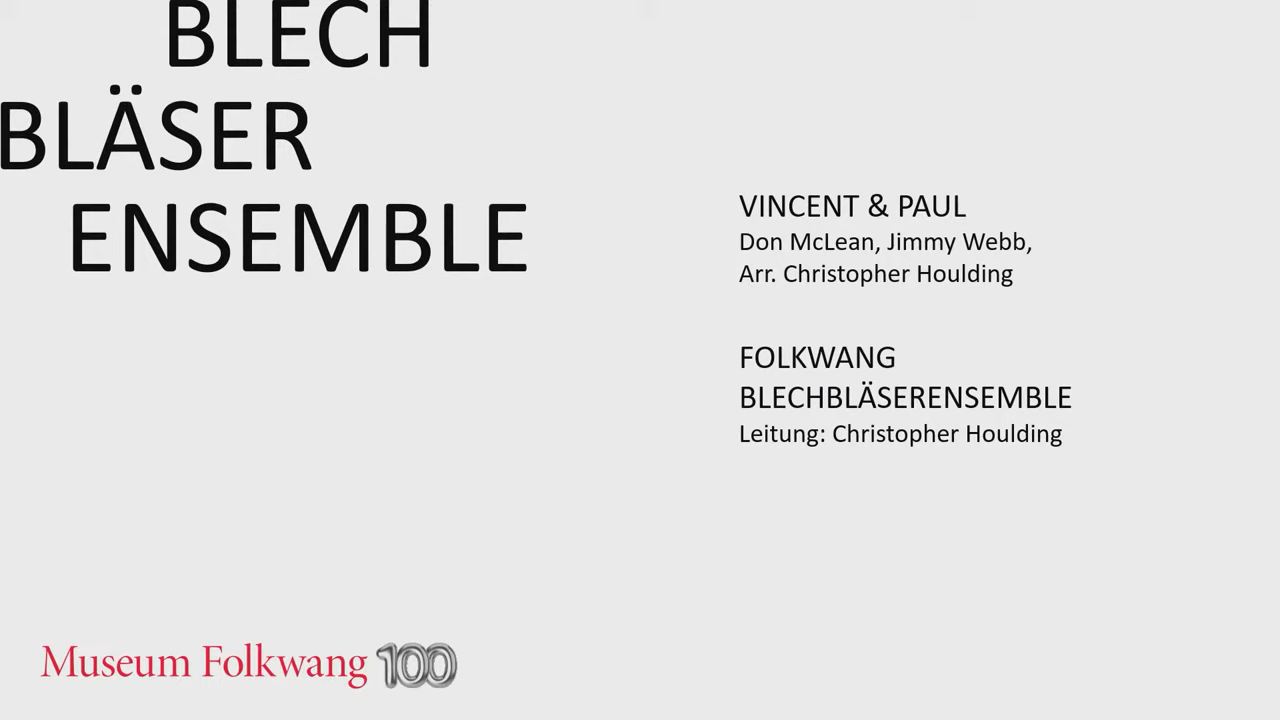 BLECH
BLÄSER
ENSEMBLE
VINCENT & PAUL
Don McLean, Jimmy Webb,
Arr. Christopher Houlding
FOLKWANG
BLECHBLÄSERENSEMBLE
Leitung: Christopher Houlding
Museum Folkwang 100